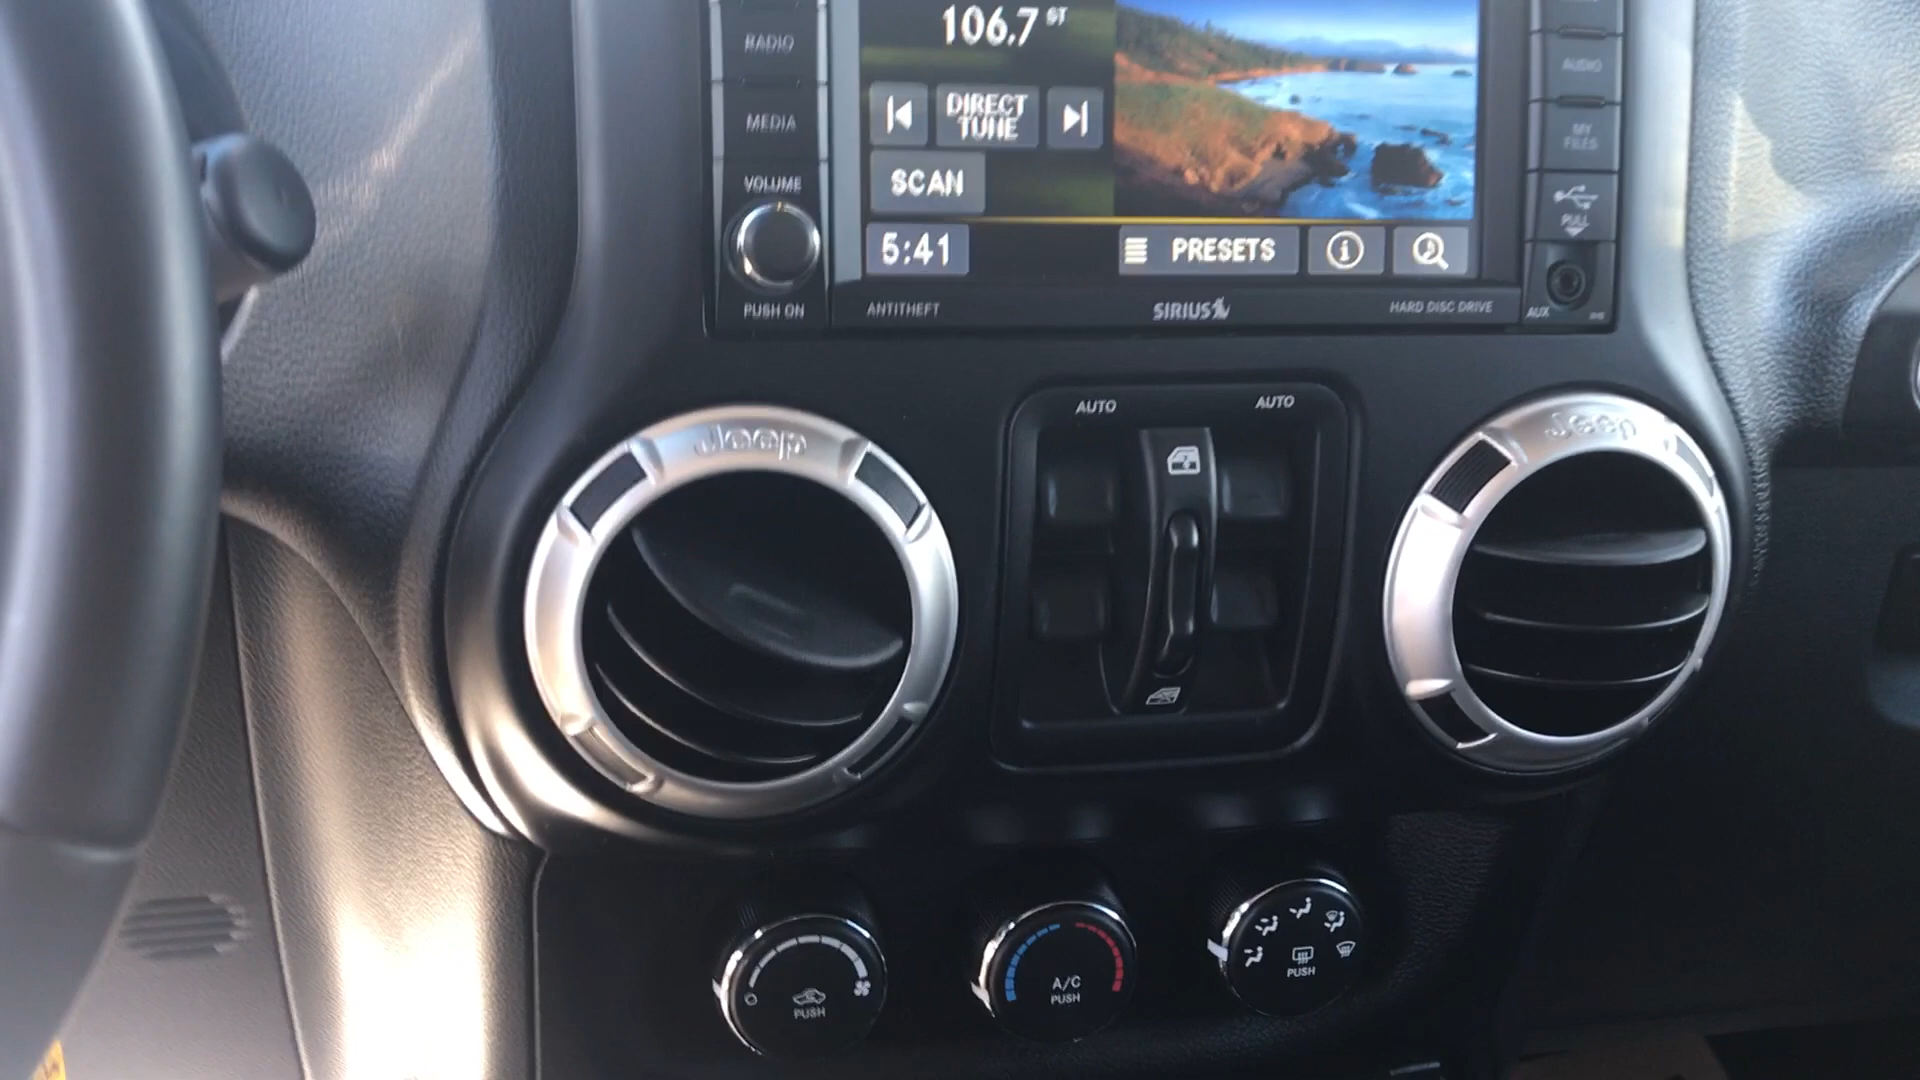 106.7 ST
RADIO
MEDIA
VOLUME
PUSH ON
DIRECT
TUNE
SCAN
5:41
PRESETS
ANTITHEFT
SIRIUS
HARD DISC DRIVE
AUDIO
MY
FILES
PULL
AUX
AUTO
AUTO
Jeep
Jeep
PUSH
A/C
PUSH
PUSH